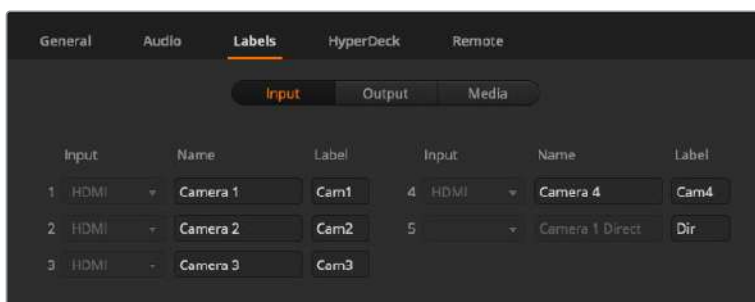 General Audio Labels HyperDeck Remote
Input Output Media
Input Name Label Input Name Label
1 HDMI Camera 1 Cam1 4 HDMI Camera 4 Cam4
2 HDMI Camera 2 Cam2 5 Camera 1 Direct Dir
3 HDMI Camera 3 Cam3